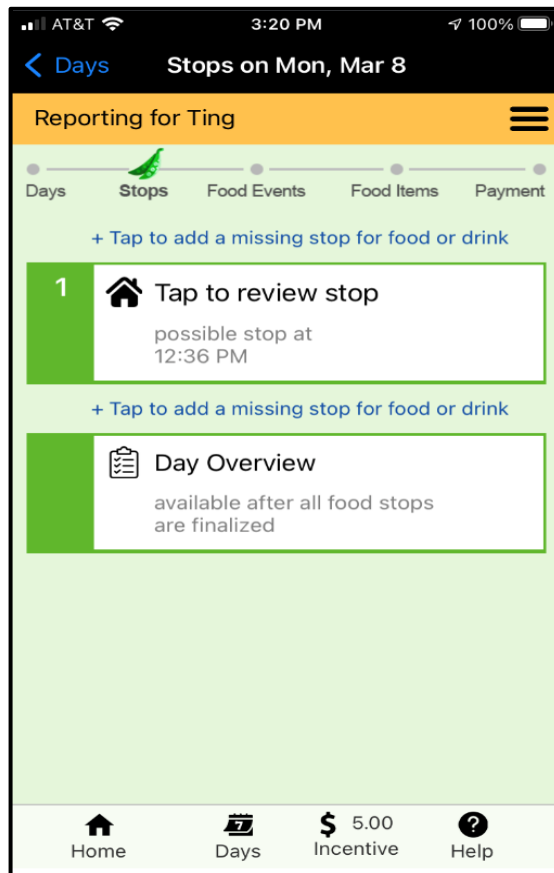 AT&T 3:20 PM 100%
Days Stops on Mon, Mar 8
Reporting for Ting
Days Stops Food Events Food Items Payment
+ Tap to add a missing stop for food or drink
1 Tap to review stop
possible stop at
12:36 PM
+ Tap to add a missing stop for food or drink
Day Overview
available after all food stops
are finalized
7 $ 5.00 ?
Home Days Incentive Help